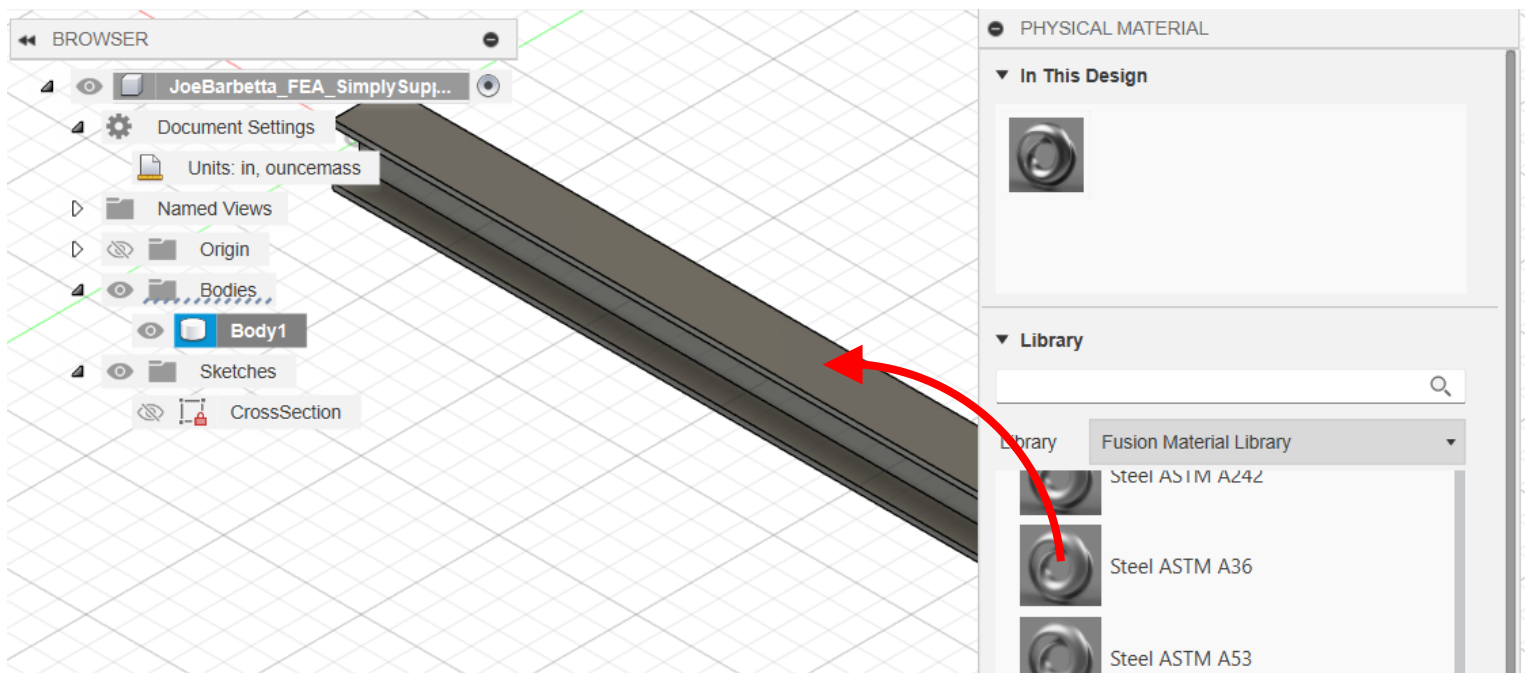 BROWSER
JoeBarbetta_FEA_SimplySupp...
Document Settings
Units: in, ouncemass
Named Views
Origin
Bodies
Body1
Sketches
CrossSection
PHYSICAL MATERIAL
In This Design
Library
Library Fusion Material Library
Steel ASTM A242
Steel ASTM A36
Steel ASTM A53